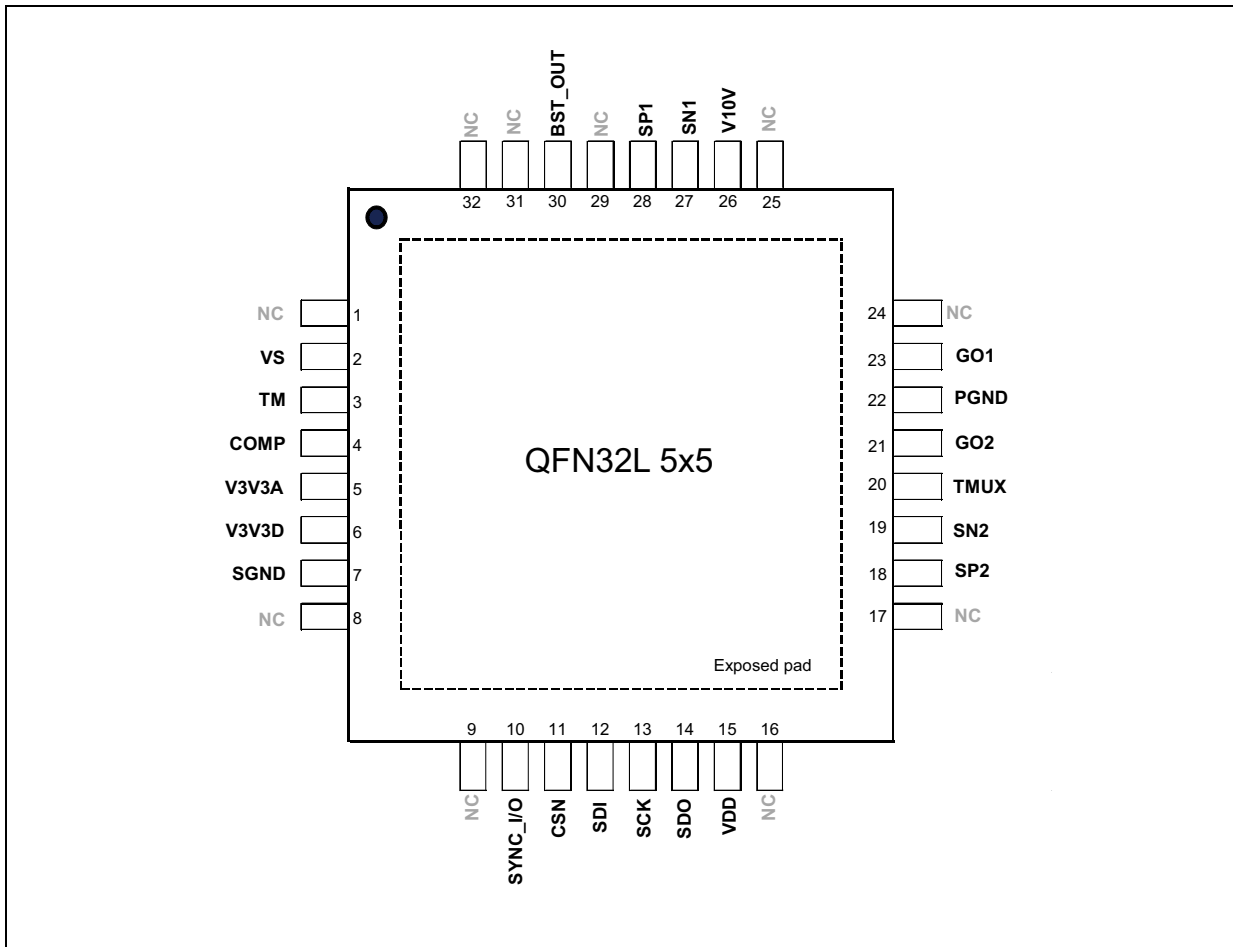 NC
NC
BST_OUT
NC
SP1
SN1
V10V
NC
32
31
30
29
28
27
26
25
NC 1
VS 2
TM 3
COMP 4
V3V3A 5
V3V3D 6
SGND 7
NC 8
24 NC
23 GO1
22 PGND
21 GO2
20 TMUX
19 SN2
18 SP2
17 NC
QFN32L 5x5
Exposed pad
9
10
11
12
13
14
15
16
NC
SYNC_I/O
CSN
SDI
SCK
SDO
VDD
NC